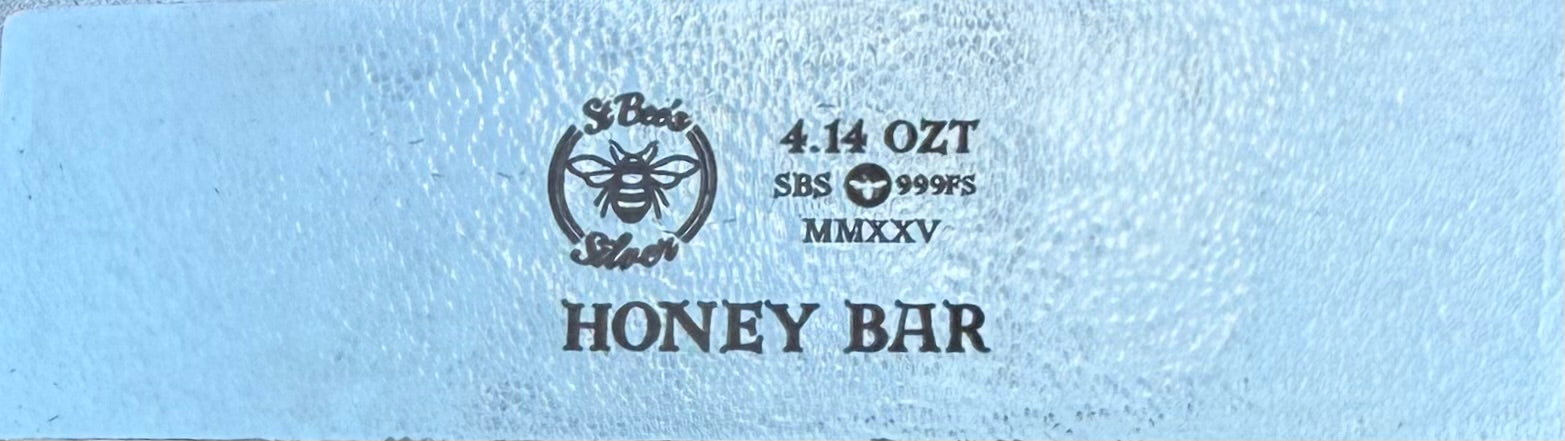 St Bee's
Silver
4.14 OZT
SBS 999FS
MMXXV
HONEY BAR